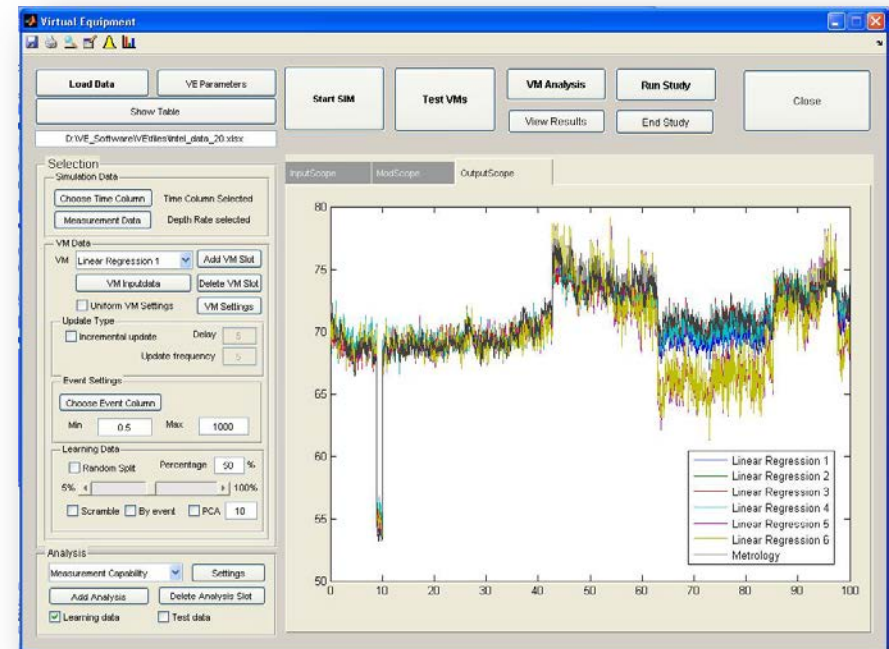 Virtual Equipment
Load Data
VE Parameters
Show Table
D:\VE_Software\VE\files\intel_data_20.xlsx
Start SIM
Test VMs
VM Analysis
View Results
Run Study
End Study
Close
Selection
Simulation Data
Choose Time Column
Time Column Selected
Measurement Data
Depth Rate selected
VM Data
VM
Linear Regression 1
Add VM Slot
VM Inputdata
Delete VM Slot
Uniform VM Settings
VM Settings
Update Type
Incremental update
Delay
5
Update frequency
5
Event Settings
Choose Event Column
Min
0.5
Max
1000
Learning Data
Random Split
Percentage
50
%
5%
100%
Scramble
By event
PCA
10
Analysis
Measurement Capability
Settings
Add Analysis
Delete Analysis Slot
Learning data
Test data
InputScope
ModScope
OutputScope
80
75
70
65
60
55
50
0
10
20
30
40
50
60
70
80
90
100
Linear Regression 1
Linear Regression 2
Linear Regression 3
Linear Regression 4
Linear Regression 5
Linear Regression 6
Metrology